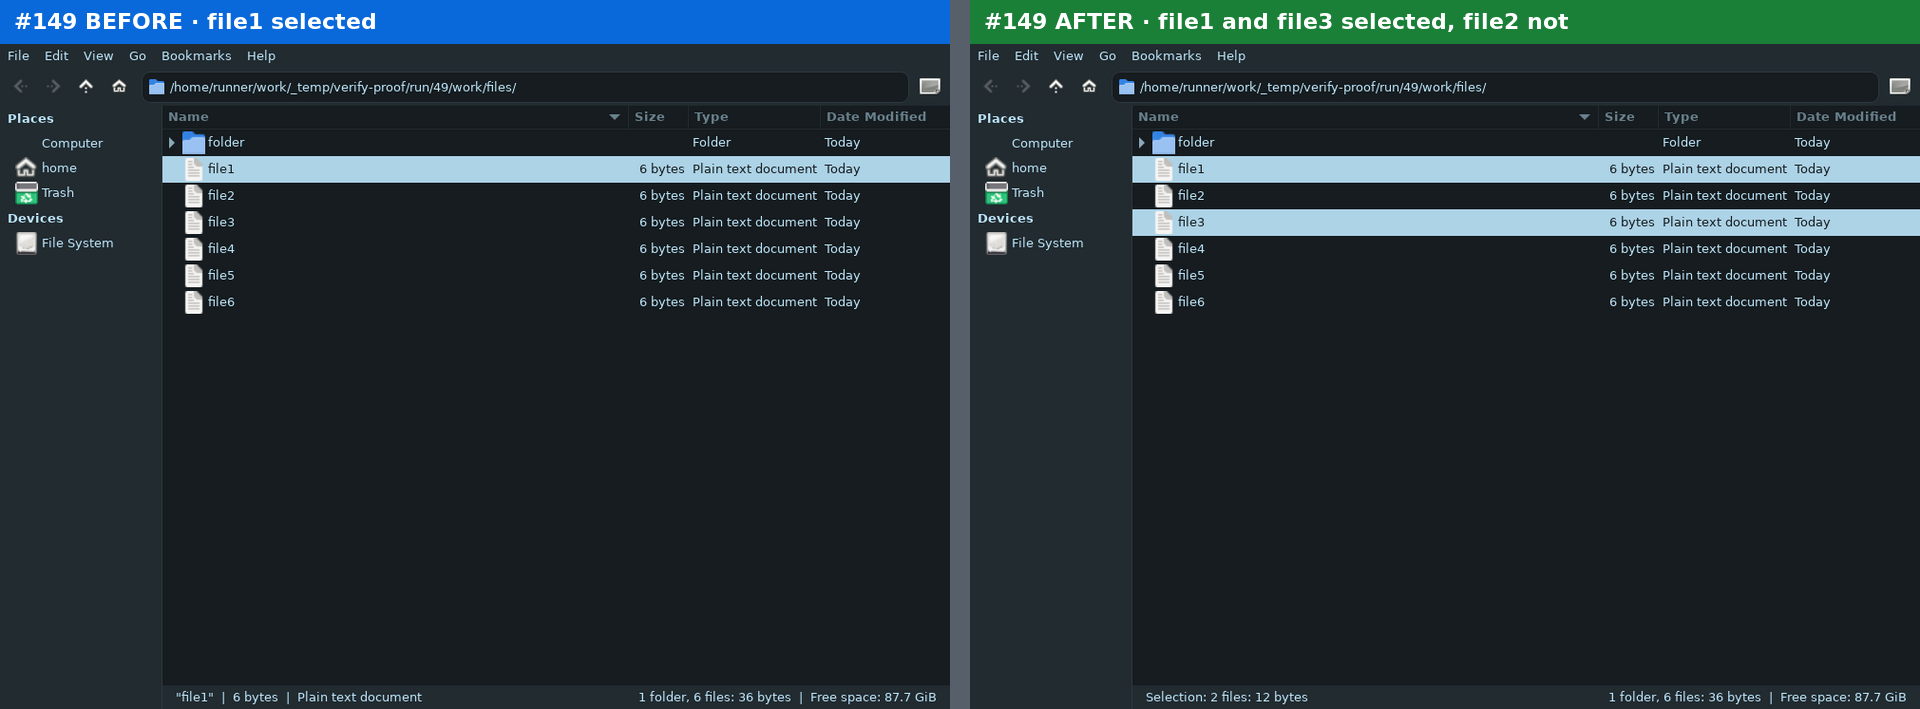 #149 BEFORE · file1 selected
File Edit View Go Bookmarks Help
/home/runner/work/_temp/verify-proof/run/49/work/files/
Places
Computer
home
Trash
Devices
File System
Name Size Type Date Modified
folder Folder Today
file1 6 bytes Plain text document Today
file2 6 bytes Plain text document Today
file3 6 bytes Plain text document Today
file4 6 bytes Plain text document Today
file5 6 bytes Plain text document Today
file6 6 bytes Plain text document Today
"file1" | 6 bytes | Plain text document 1 folder, 6 files: 36 bytes | Free space: 87.7 GiB
#149 AFTER · file1 and file3 selected, file2 not
File Edit View Go Bookmarks Help
/home/runner/work/_temp/verify-proof/run/49/work/files/
Places
Computer
home
Trash
Devices
File System
Name Size Type Date Modified
folder Folder Today
file1 6 bytes Plain text document Today
file2 6 bytes Plain text document Today
file3 6 bytes Plain text document Today
file4 6 bytes Plain text document Today
file5 6 bytes Plain text document Today
file6 6 bytes Plain text document Today
Selection: 2 files: 12 bytes 1 folder, 6 files: 36 bytes | Free space: 87.7 GiB